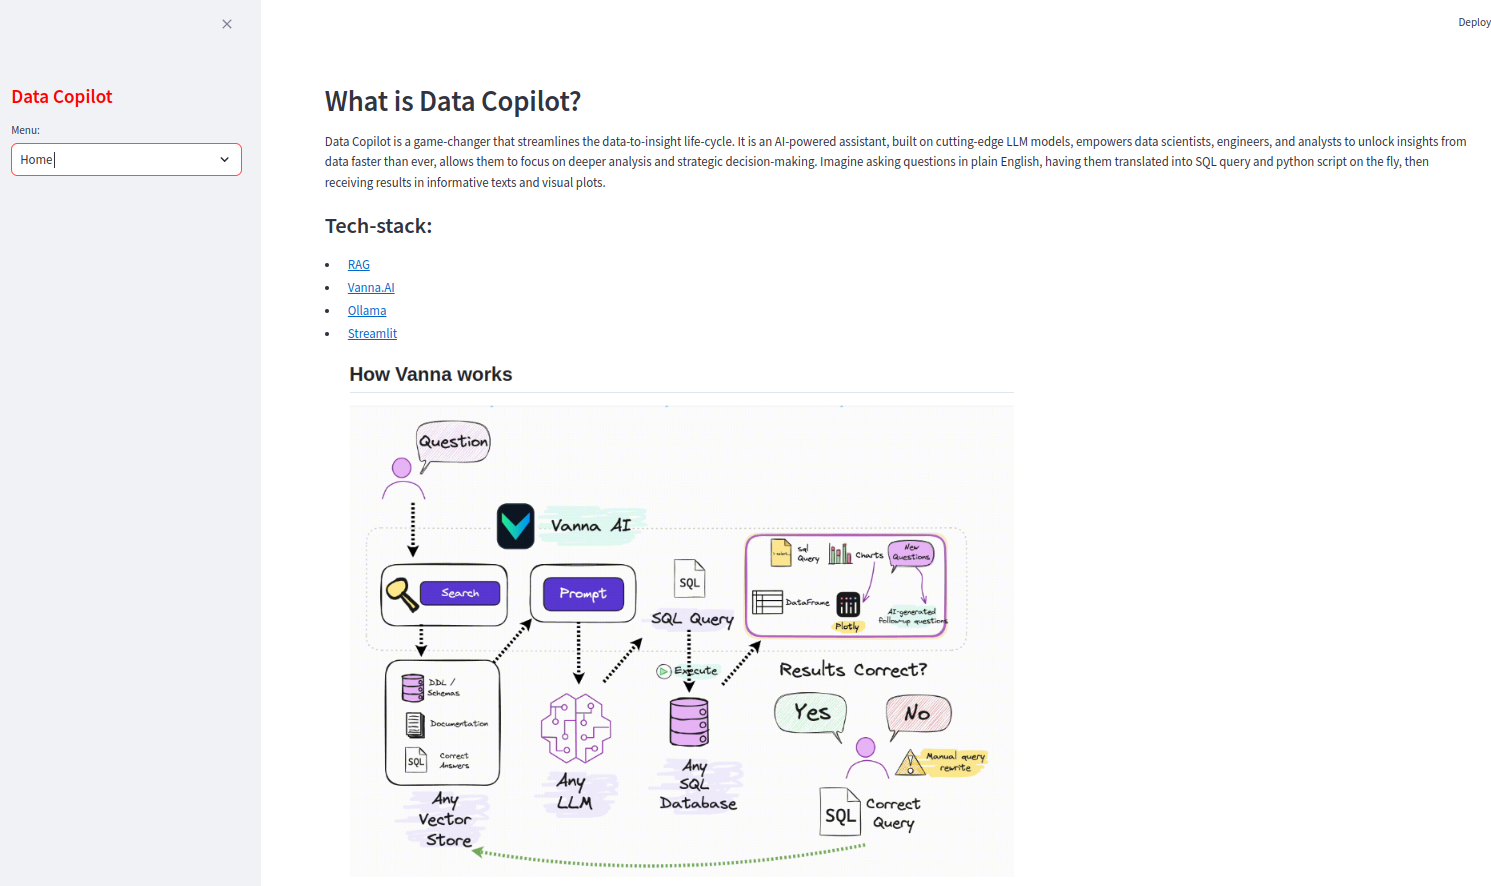 Deploy
Data Copilot
Menu:
Home
What is Data Copilot?
Data Copilot is a game-changer that streamlines the data-to-insight life-cycle. It is an AI-powered assistant, built on cutting-edge LLM models, empowers data scientists, engineers, and analysts to unlock insights from
data faster than ever, allows them to focus on deeper analysis and strategic decision-making. Imagine asking questions in plain English, having them translated into SQL query and python script on the fly, then
receiving results in informative texts and visual plots.
Tech-stack:
RAG
Vanna.AI
Ollama
Streamlit
How Vanna works
Question
Vanna AI
Search
Prompt
SQL
SQL Query
sql
Query
Charts
New
Questions
DataFrame
Plotly
AI-generated
follow-up questions
Execute
DDL /
Schemas
Documentation
SQL
Correct
Answers
Any
Vector
Store
Any
LLM
Any
SQL
Database
Results Correct?
Yes
No
Manual query
rewrite
SQL
Correct
Query